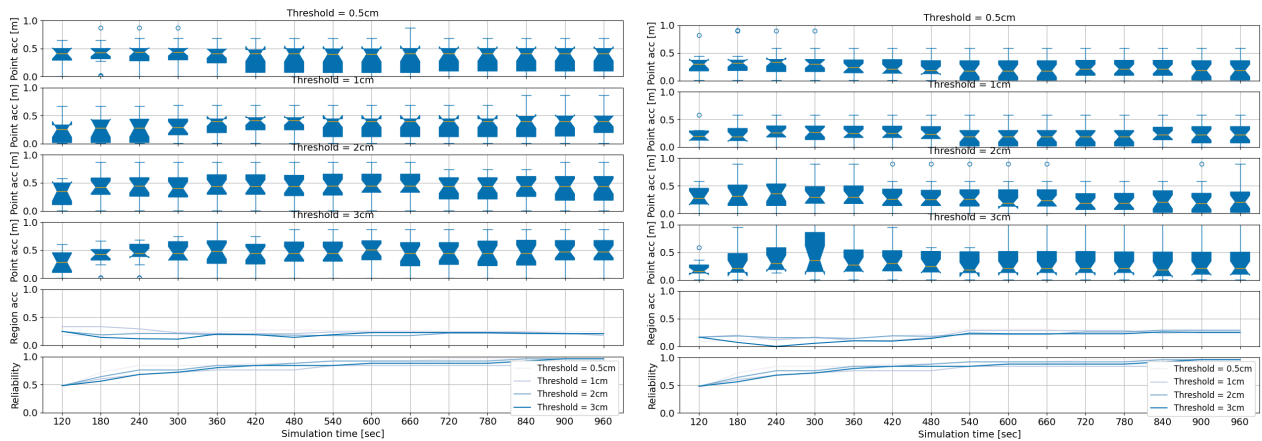 Threshold = 0.5cm
Point acc [m]
1.0
0.5
0.0
Threshold = 1cm
Point acc [m]
1.0
0.5
0.0
Threshold = 2cm
Point acc [m]
1.0
0.5
0.0
Threshold = 3cm
Point acc [m]
1.0
0.5
0.0
Region acc
1.0
0.5
0.0
Reliability
1.0
0.5
0.0
Threshold = 0.5cm
Threshold = 1cm
Threshold = 2cm
Threshold = 3cm
120 180 240 300 360 420 480 540 600 660 720 780 840 900 960
Simulation time [sec]
Threshold = 0.5cm
Point acc [m]
1.0
0.5
0.0
Threshold = 1cm
Point acc [m]
1.0
0.5
0.0
Threshold = 2cm
Point acc [m]
1.0
0.5
0.0
Threshold = 3cm
Point acc [m]
1.0
0.5
0.0
Region acc
1.0
0.5
0.0
Reliability
1.0
0.5
0.0
Threshold = 0.5cm
Threshold = 1cm
Threshold = 2cm
Threshold = 3cm
120 180 240 300 360 420 480 540 600 660 720 780 840 900 960
Simulation time [sec]